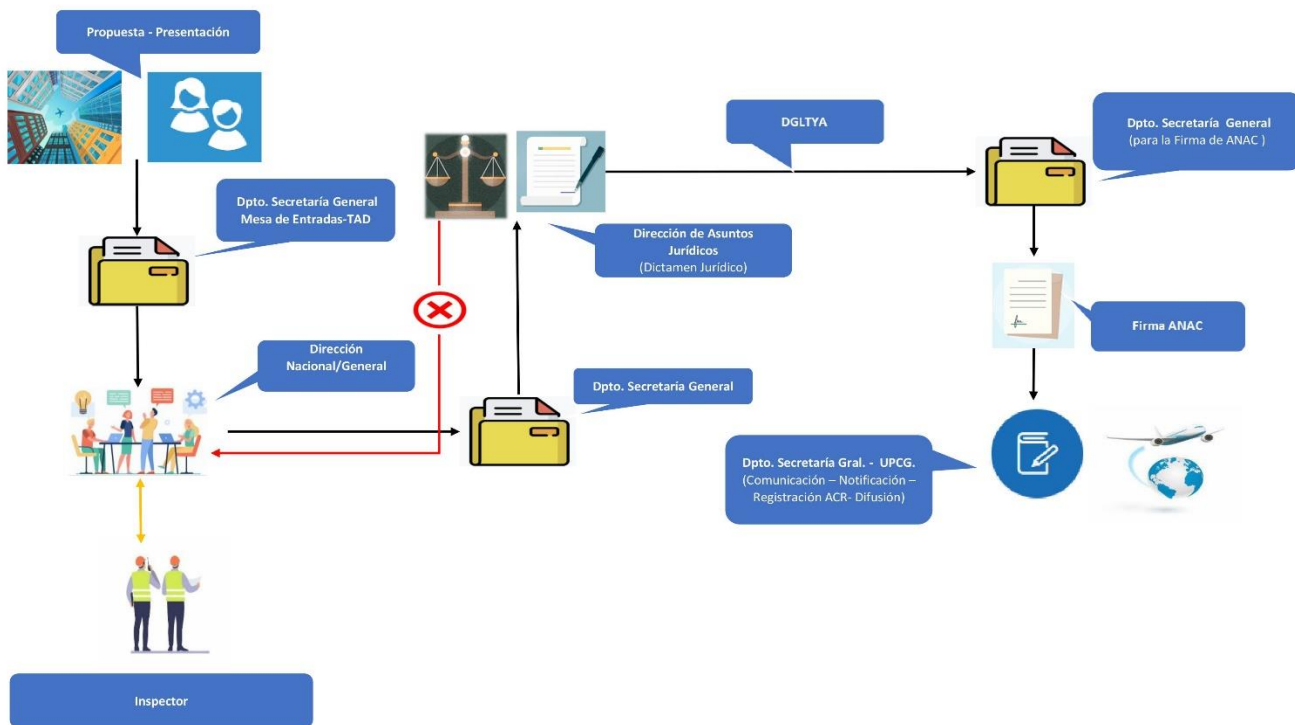 Propuesta - Presentación
Dpto. Secretaría General
Mesa de Entradas-TAD
Dirección
Nacional/General
Inspector
Dpto. Secretaría General
Dirección de Asuntos
Jurídicos
(Dictamen Jurídico)
DGLTYA
Dpto. Secretaría General
(para la Firma de ANAC )
Firma ANAC
Dpto. Secretaría Gral. - UPCG.
(Comunicación – Notificación –
Registración ACR- Difusión)